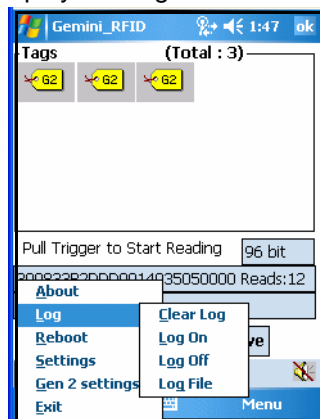 Gemini_RFID 1:47 ok
Tags (Total : 3)
G2 G2 G2
Pull Trigger to Start Reading 96 bit
35050000 Reads:12
About
Log
Reboot
Settings
Gen 2 settings
Exit
Clear Log
Log On
Log Off
Log File
ve
Menu